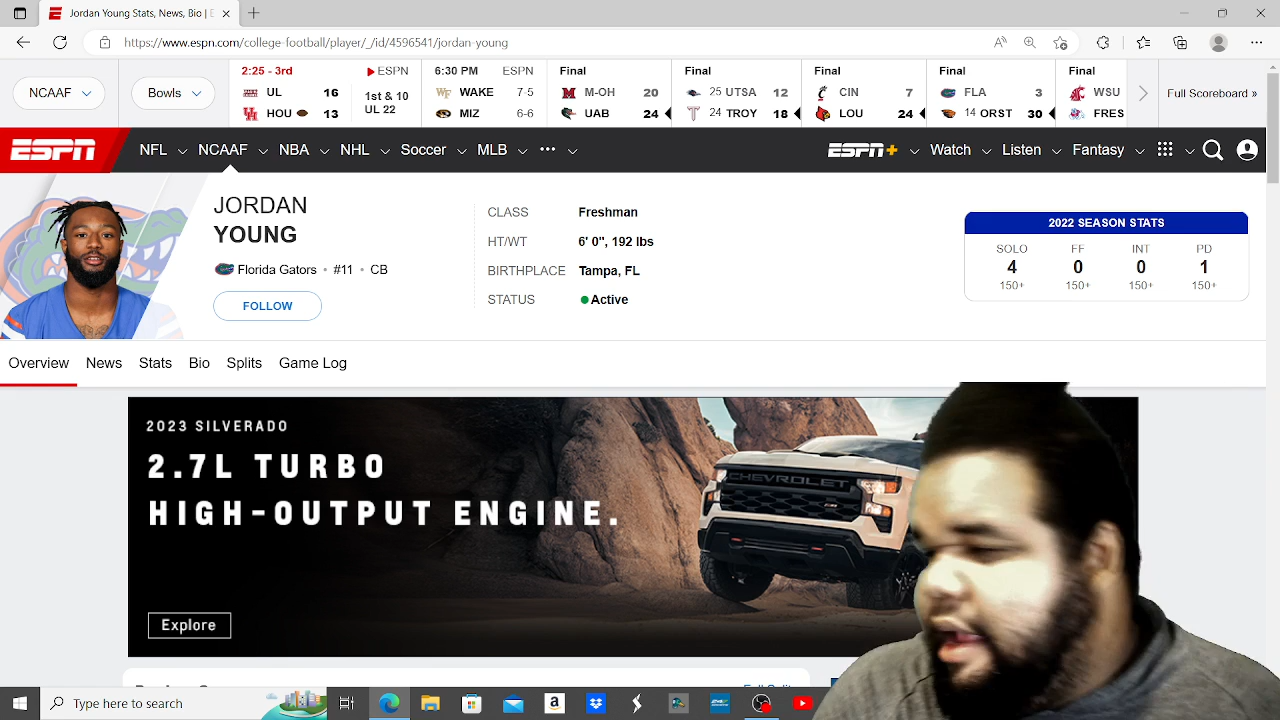 Jordan Young Stats, News, Bio | E
https://www.espn.com/college-football/player/_/id/4596541/jordan-young
NCAAF
Bowls
2:25 - 3rd
ESPN
UL 16
HOU 13
1st & 10
UL 22
6:30 PM ESPN
WAKE 7-5
MIZ 6-6
Final
M-OH 20
UAB 24
Final
25 UTSA 12
24 TROY 18
Final
CIN 7
LOU 24
Final
FLA 3
14 ORST 30
Final
WSU
FRES
Full Scoreboard »
ESPN NFL NCAAF NBA NHL Soccer MLB ••• ESPN+ Watch Listen Fantasy
JORDAN
YOUNG
Florida Gators • #11 • CB
FOLLOW
CLASS Freshman
HT/WT 6' 0", 192 lbs
BIRTHPLACE Tampa, FL
STATUS Active
2022 SEASON STATS
SOLO FF INT PD
4 0 0 1
150+ 150+ 150+ 150+
Overview News Stats Bio Splits Game Log
2023 SILVERADO
2.7L TURBO
HIGH-OUTPUT ENGINE.
CHEVROLET
Explore
Type here to search